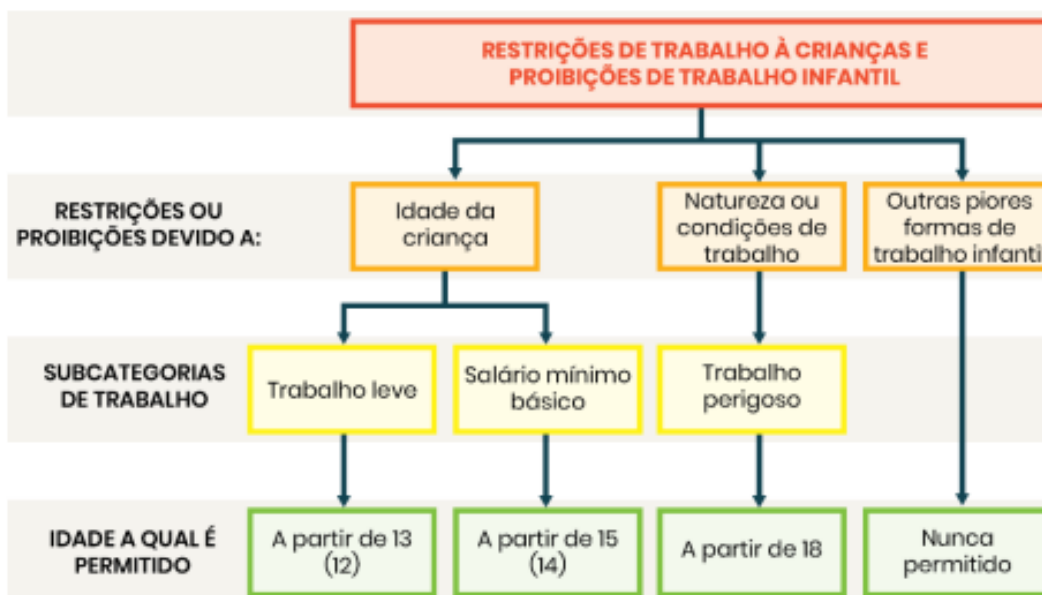 RESTRIÇÕES DE TRABALHO À CRIANÇAS E
PROIBIÇÕES DE TRABALHO INFANTIL
RESTRIÇÕES OU
PROIBIÇÕES DEVIDO A:
Idade da
criança
Natureza ou
condições de
trabalho
Outras piores
formas de
trabalho infanti
SUBCATEGORIAS
DE TRABALHO
Trabalho leve
Salário mínimo
básico
Trabalho
perigoso
IDADE A QUAL É
PERMITIDO
A partir de 13
(12)
A partir de 15
(14)
A partir de 18
Nunca
permitido